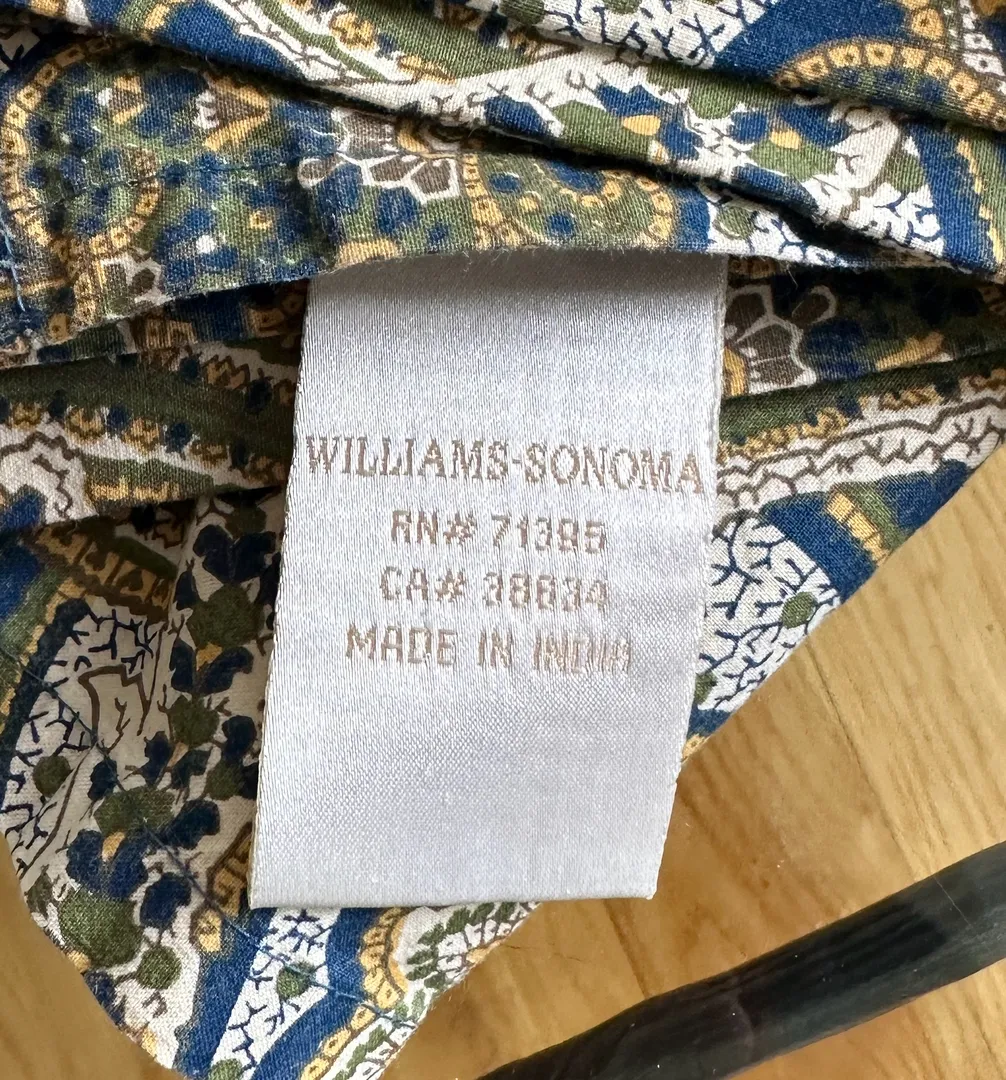 WILLIAMS-SONOMA
RN# 71395
CA# 38634
MADE IN INDIA